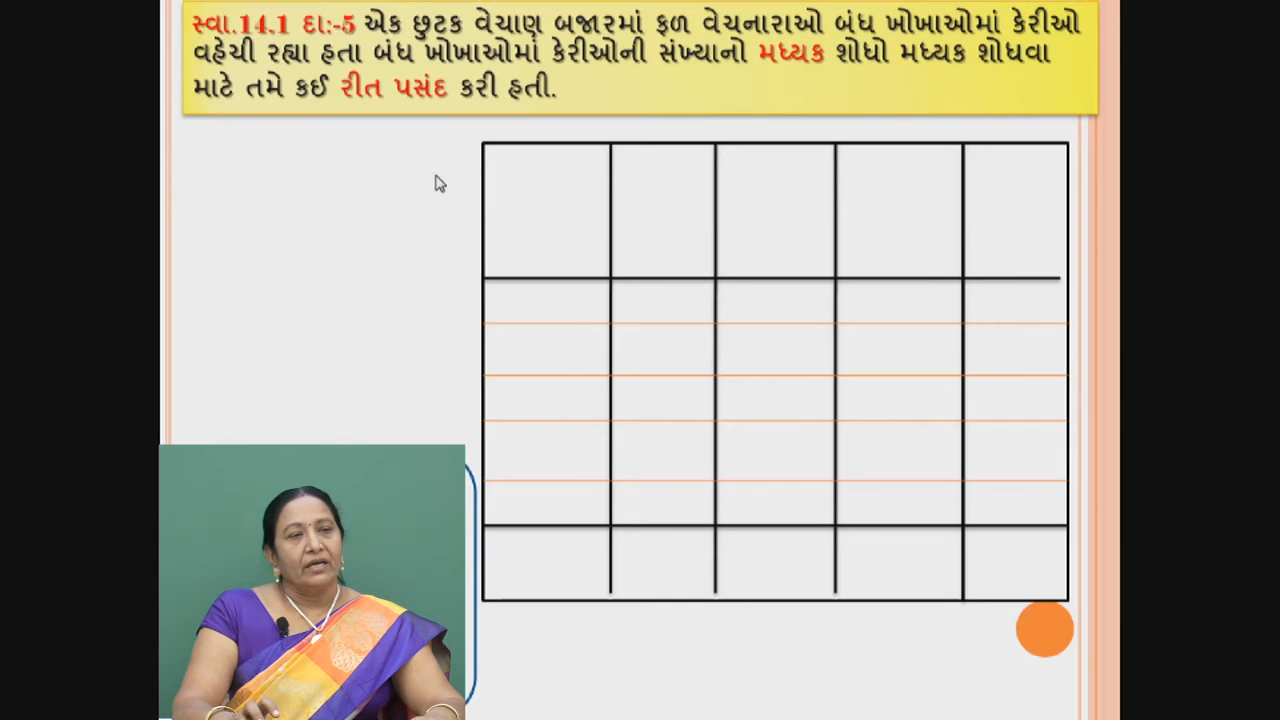 સ્વા.14.1 દાઃ-5 એક છુટક વેચાણ બજારમાં ફળ વેચનારાઓ બંધ ખોખાઓમાં કેરીઓ
વહેચી રહ્યા હતા બંધ ખોખાઓમાં કેરીઓની સંખ્યાનો મધ્યક શોધો મધ્યક શોધવા
માટે તમે કઈ રીત પસંદ કરી હતી.